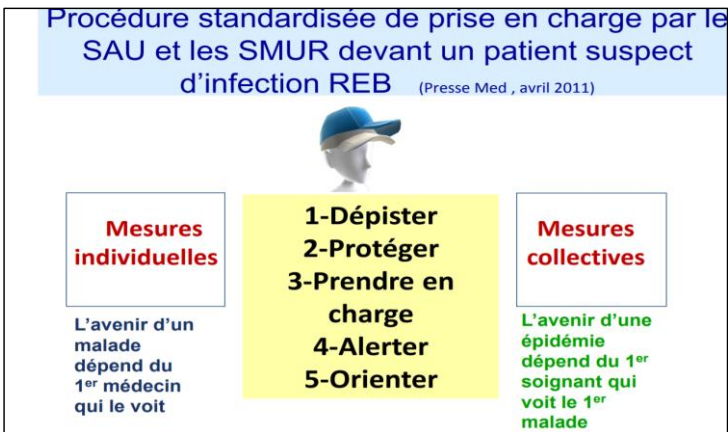 Procédure standardisée de prise en charge par le
SAU et les SMUR devant un patient suspect
d'infection REB (Presse Med , avril 2011)
Mesures
individuelles
L'avenir d'un
malade
dépend du
1er médecin
qui le voit
1-Dépister
2-Protéger
3-Prendre en
charge
4-Alerter
5-Orienter
Mesures
collectives
L'avenir d'une
épidémie
dépend du 1er
soignant qui
voit le 1er
malade